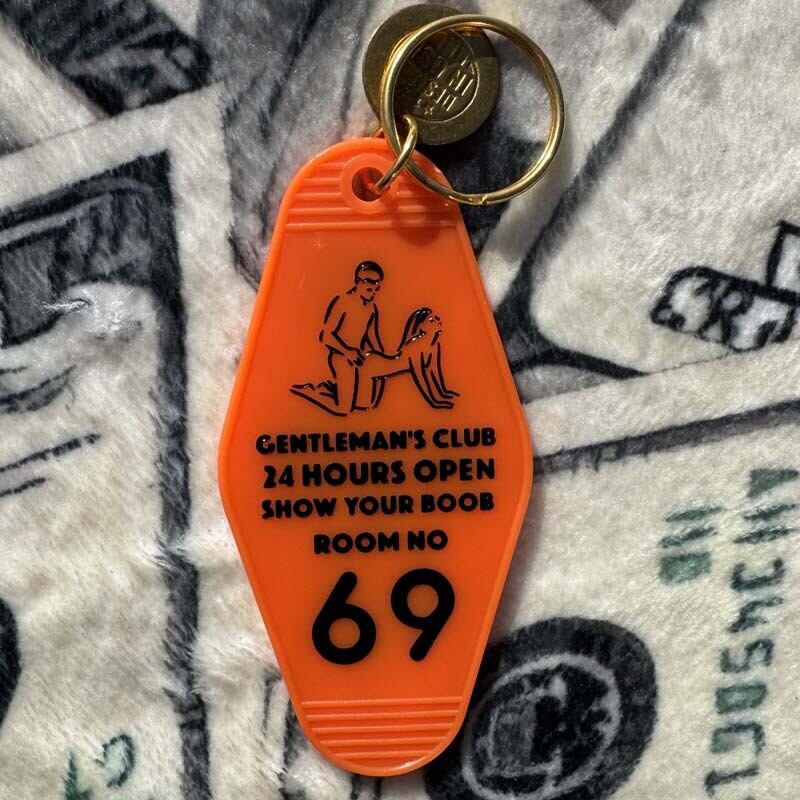 GENTLEMAN'S CLUB
24 HOURS OPEN
SHOW YOUR BOOB
ROOM NO
69